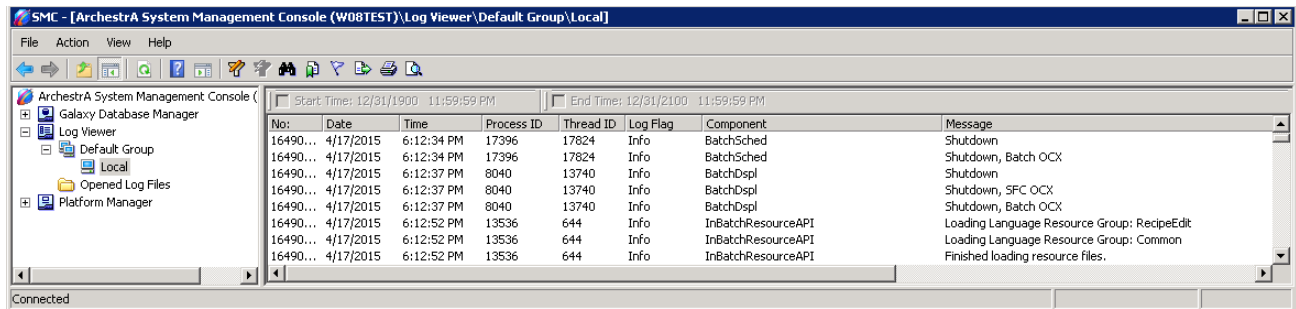 SMC - [ArchestrA System Management Console (W08TEST)\Log Viewer\Default Group\Local]
File Action View Help
ArchestrA System Management Console (
Galaxy Database Manager
Log Viewer
Default Group
Local
Opened Log Files
Platform Manager
Start Time: 12/31/1900 11:59:59 PM End Time: 12/31/2100 11:59:59 PM
No: Date Time Process ID Thread ID Log Flag Component Message
16490... 4/17/2015 6:12:34 PM 17396 17824 Info BatchSched Shutdown
16490... 4/17/2015 6:12:34 PM 17396 17824 Info BatchSched Shutdown, Batch OCX
16490... 4/17/2015 6:12:37 PM 8040 13740 Info BatchDspl Shutdown
16490... 4/17/2015 6:12:37 PM 8040 13740 Info BatchDspl Shutdown, SFC OCX
16490... 4/17/2015 6:12:37 PM 8040 13740 Info BatchDspl Shutdown, Batch OCX
16490... 4/17/2015 6:12:52 PM 13536 644 Info InBatchResourceAPI Loading Language Resource Group: RecipeEdit
16490... 4/17/2015 6:12:52 PM 13536 644 Info InBatchResourceAPI Loading Language Resource Group: Common
16490... 4/17/2015 6:12:52 PM 13536 644 Info InBatchResourceAPI Finished loading resource files.
Connected